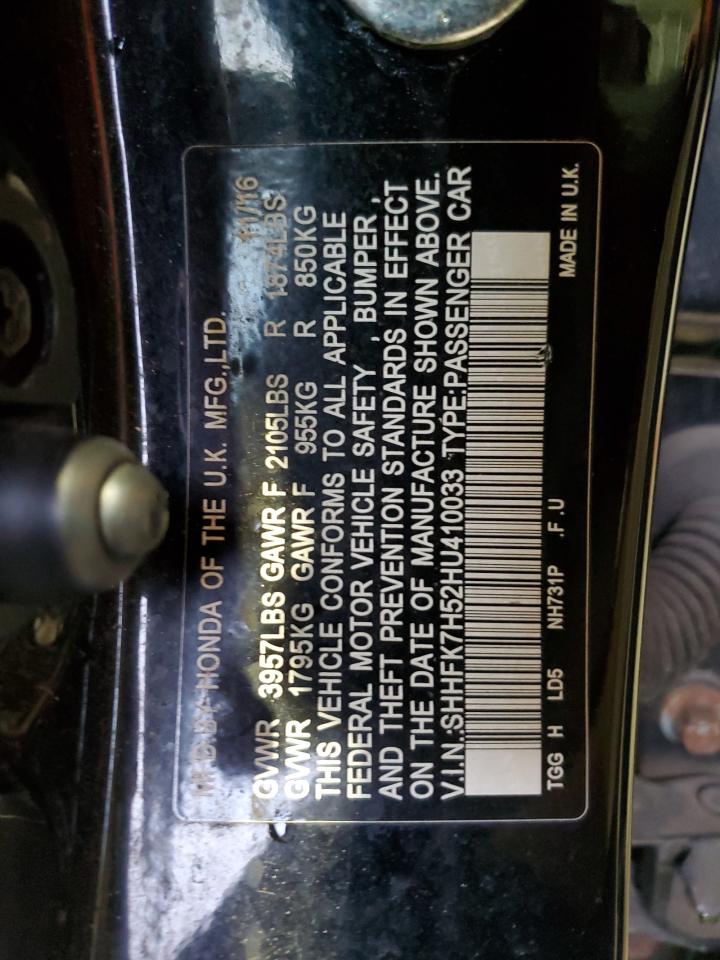 MFD.BY HONDA OF THE U.K. MFG.,LTD. 11/16
GVWR 3957LBS GAWR F 2105LBS R 1874LBS
GVWR 1795KG GAWR F 955KG R 850KG
THIS VEHICLE CONFORMS TO ALL APPLICABLE
FEDERAL MOTOR VEHICLE SAFETY , BUMPER ,
AND THEFT PREVENTION STANDARDS IN EFFECT
ON THE DATE OF MANUFACTURE SHOWN ABOVE.
V.I.N.:SHHFK7H52HU410033 TYPE:PASSENGER CAR
TGG H LD5 NH731P .F .U MADE IN U.K.